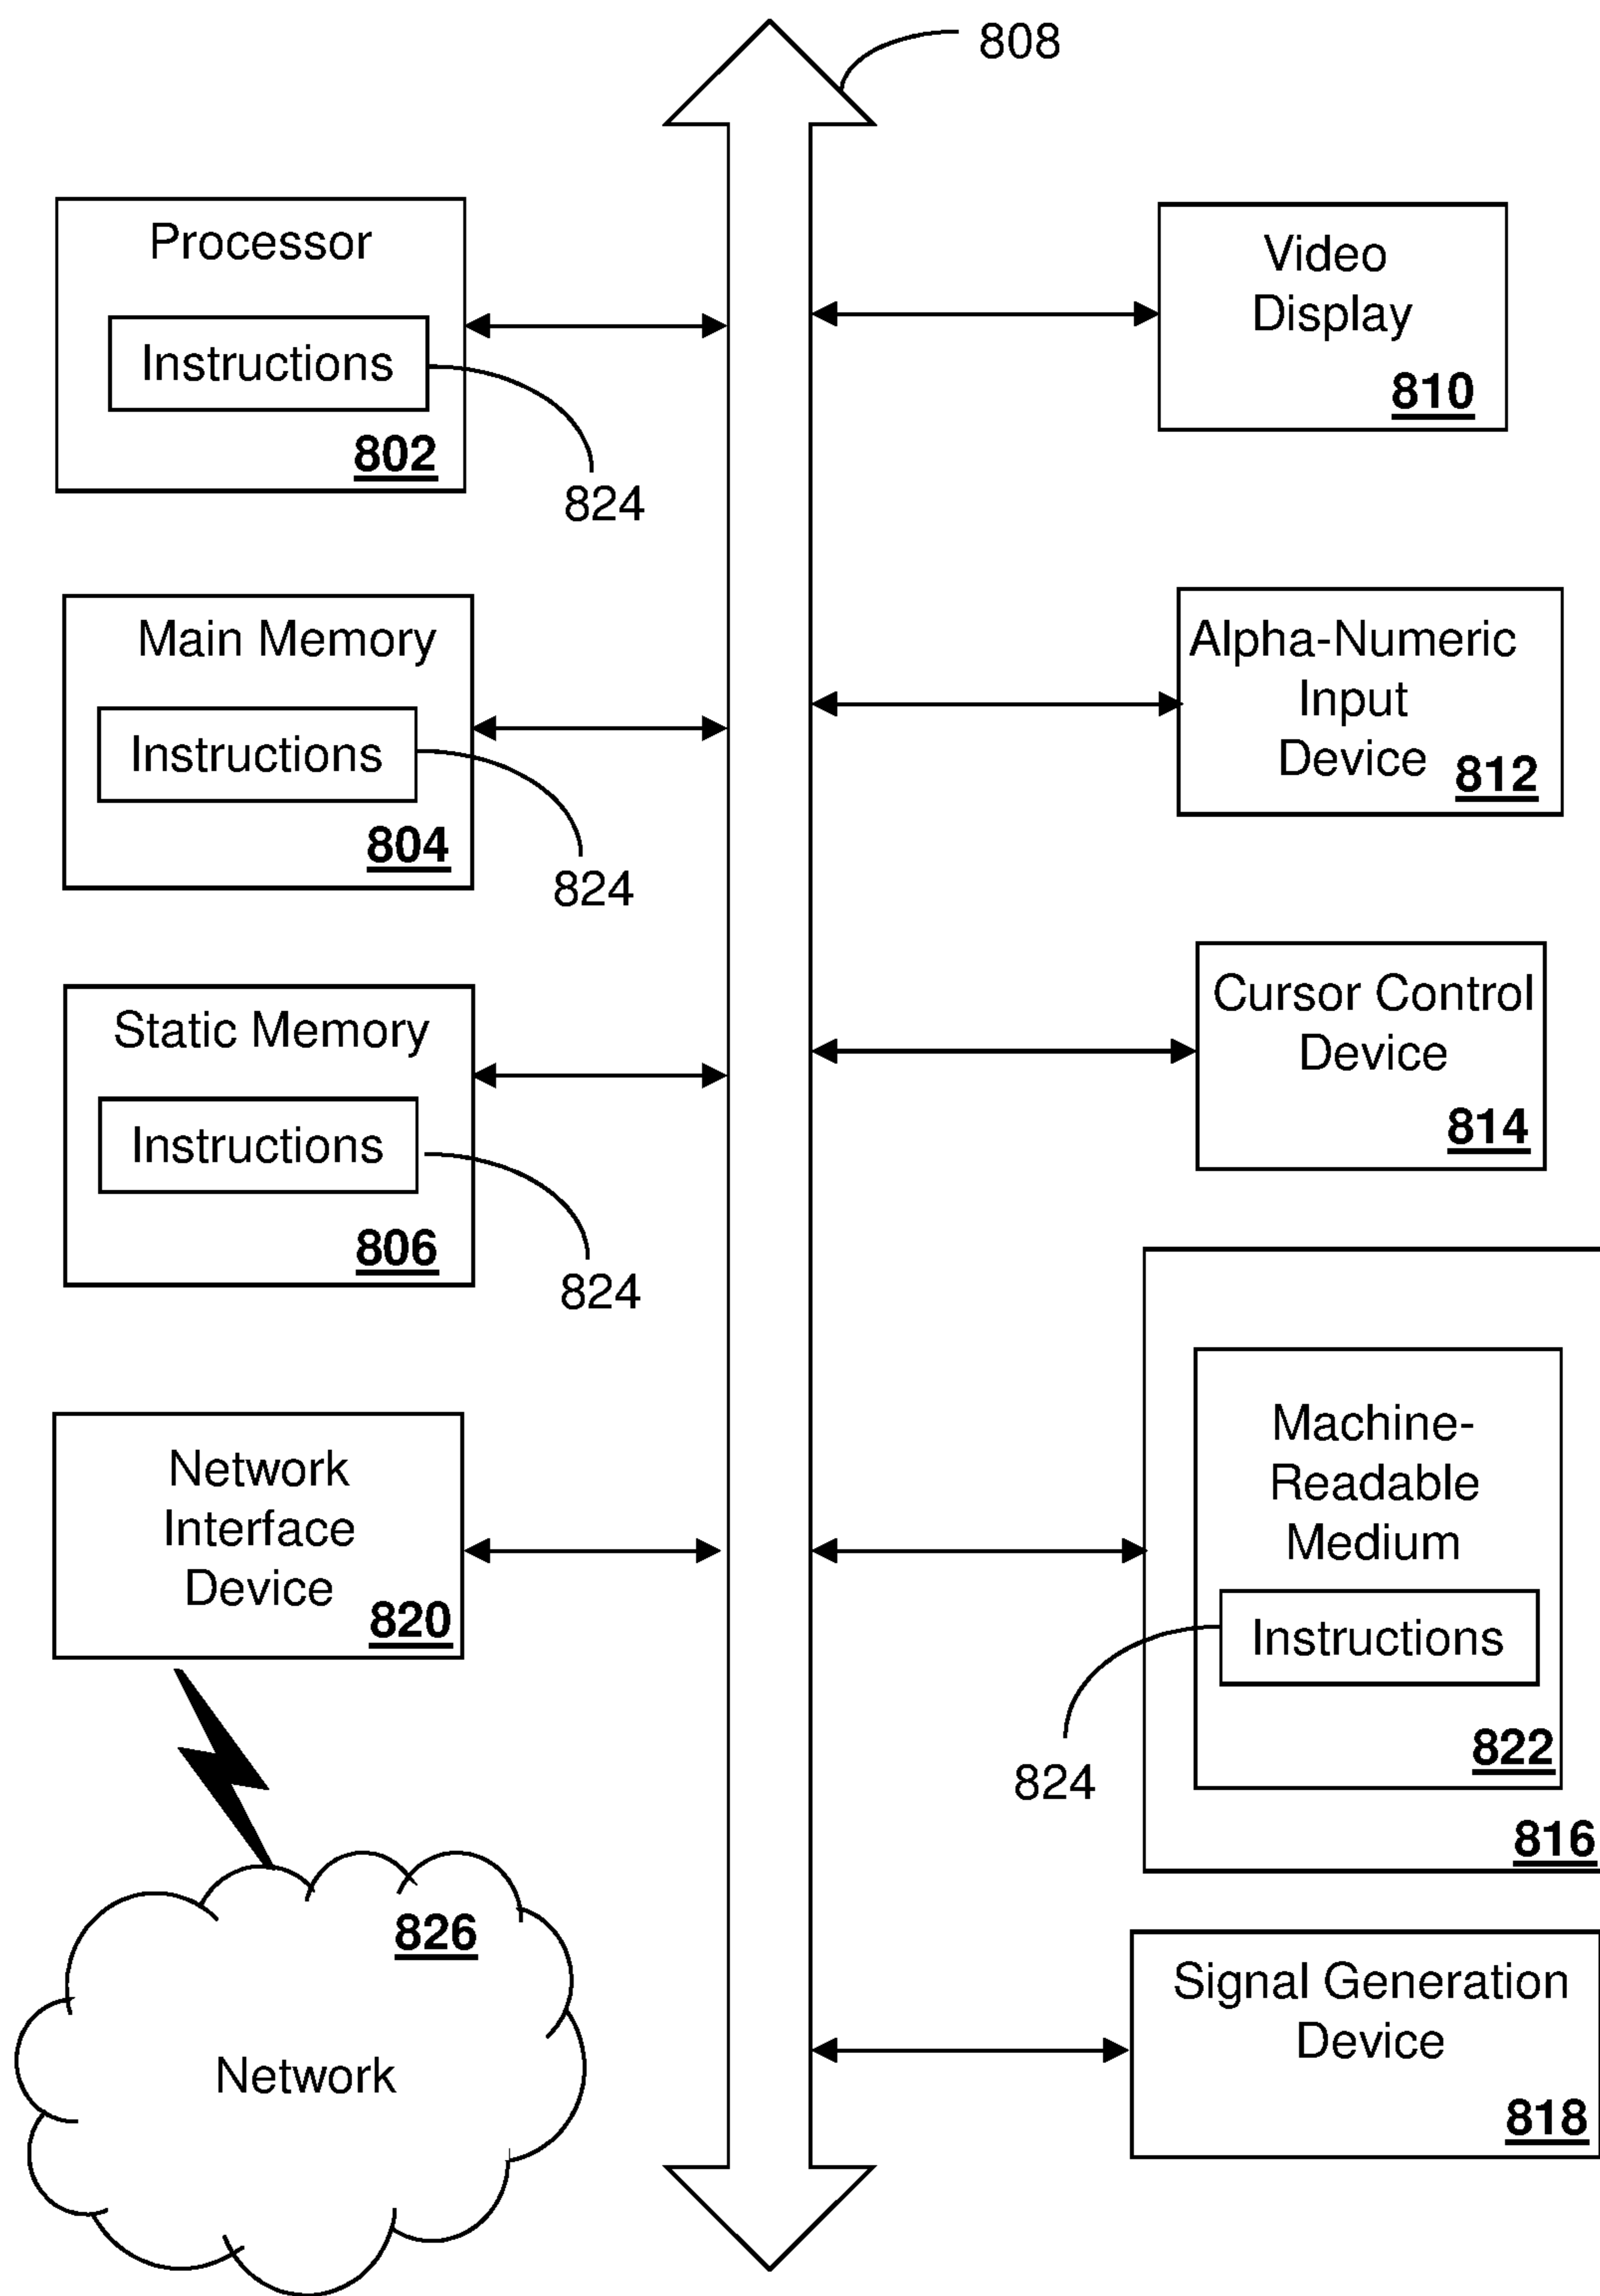 808
Processor
Instructions
802
824
Main Memory
Instructions
804
824
Static Memory
Instructions
806
824
Network
Interface
Device
820
826
Network
Video
Display
810
Alpha-Numeric
Input
Device 812
Cursor Control
Device
814
Machine-
Readable
Medium
Instructions
822
824
816
Signal Generation
Device
818